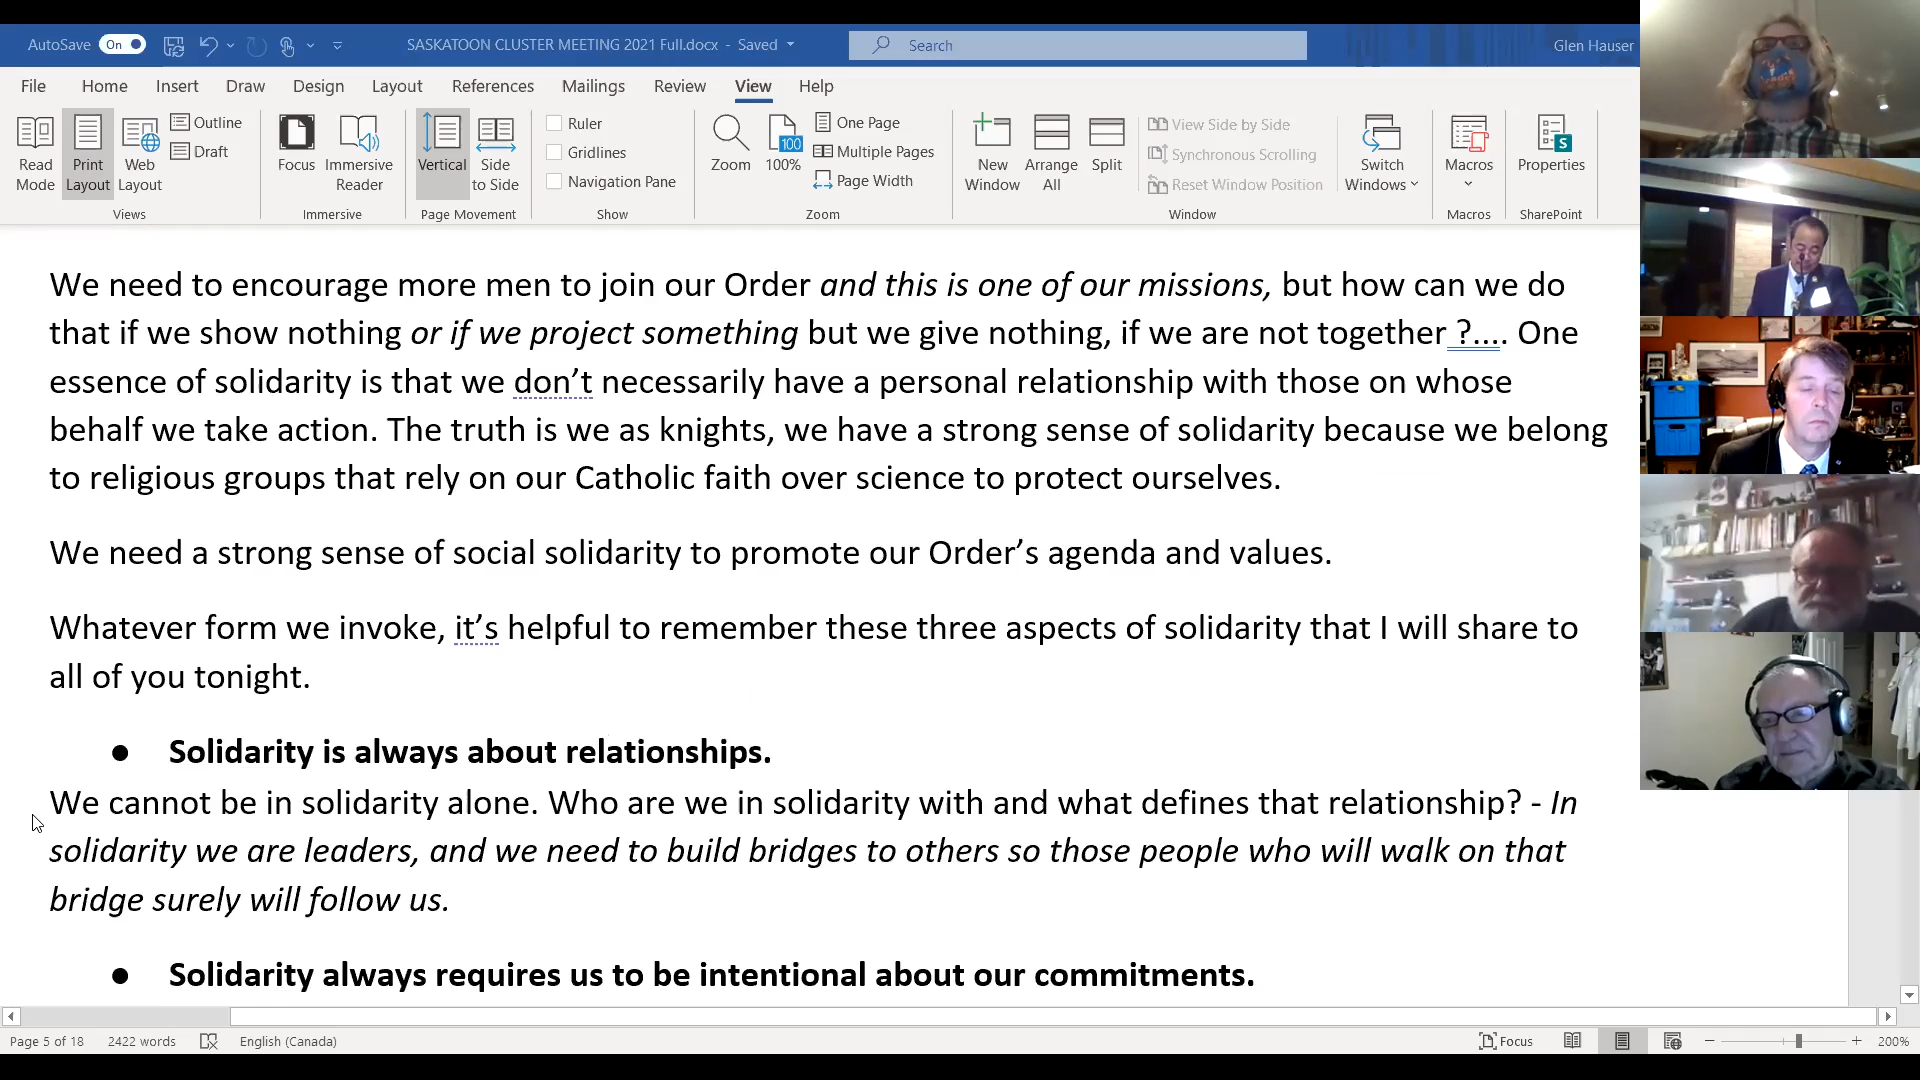 AutoSave On SASKATOON CLUSTER MEETING 2021 Full.docx - Saved Search Glen Hauser
File Home Insert Draw Design Layout References Mailings Review View Help
Read Mode
Print Layout
Web Layout
Outline
Draft
Views
Focus
Immersive Reader
Immersive
Vertical
Side to Side
Page Movement
Ruler
Gridlines
Navigation Pane
Show
Zoom
100
100%
One Page
Multiple Pages
Page Width
Zoom
New Window
Arrange All
Split
View Side by Side
Synchronous Scrolling
Reset Window Position
Switch Windows
Window
Macros
Macros
S
Properties
SharePoint
We need to encourage more men to join our Order and this is one of our missions, but how can we do
that if we show nothing or if we project something but we give nothing, if we are not together ?.... One
essence of solidarity is that we don’t necessarily have a personal relationship with those on whose
behalf we take action. The truth is we as knights, we have a strong sense of solidarity because we belong
to religious groups that rely on our Catholic faith over science to protect ourselves.
We need a strong sense of social solidarity to promote our Order’s agenda and values.
Whatever form we invoke, it’s helpful to remember these three aspects of solidarity that I will share to
all of you tonight.
● Solidarity is always about relationships.
We cannot be in solidarity alone. Who are we in solidarity with and what defines that relationship? - In
solidarity we are leaders, and we need to build bridges to others so those people who will walk on that
bridge surely will follow us.
● Solidarity always requires us to be intentional about our commitments.
Page 5 of 18 2422 words English (Canada) Focus 200%